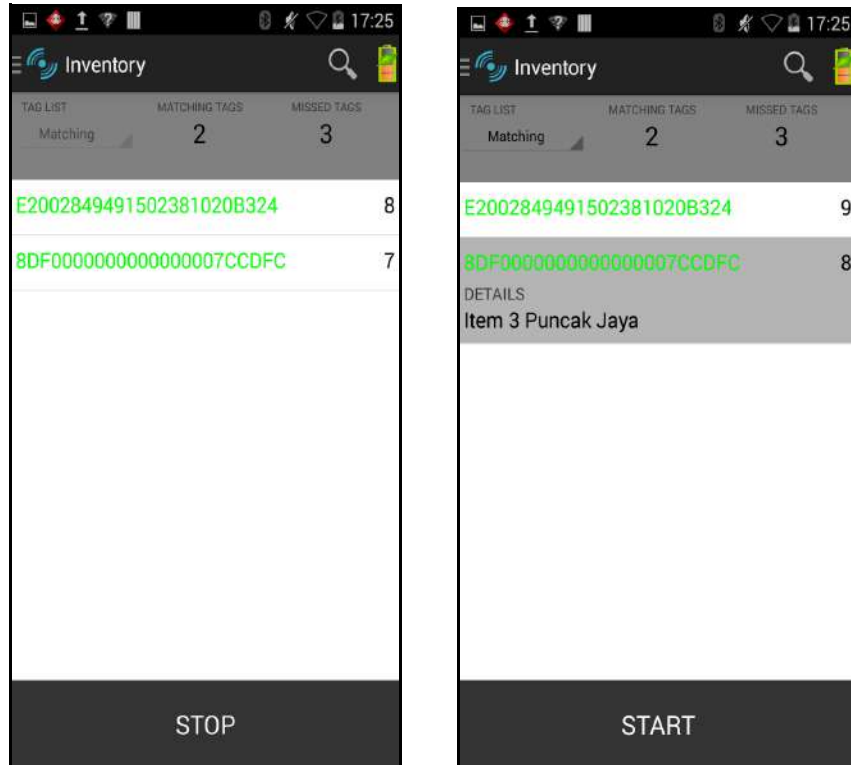 17:25
Inventory
TAG LIST MATCHING TAGS MISSED TAGS
Matching 2 3
E2002849491502381020B324 8
8DF0000000000000007CCDFC 7
STOP
17:25
Inventory
TAG LIST MATCHING TAGS MISSED TAGS
Matching 2 3
E2002849491502381020B324 9
8DF0000000000000007CCDFC 8
DETAILS
Item 3 Puncak Jaya
START